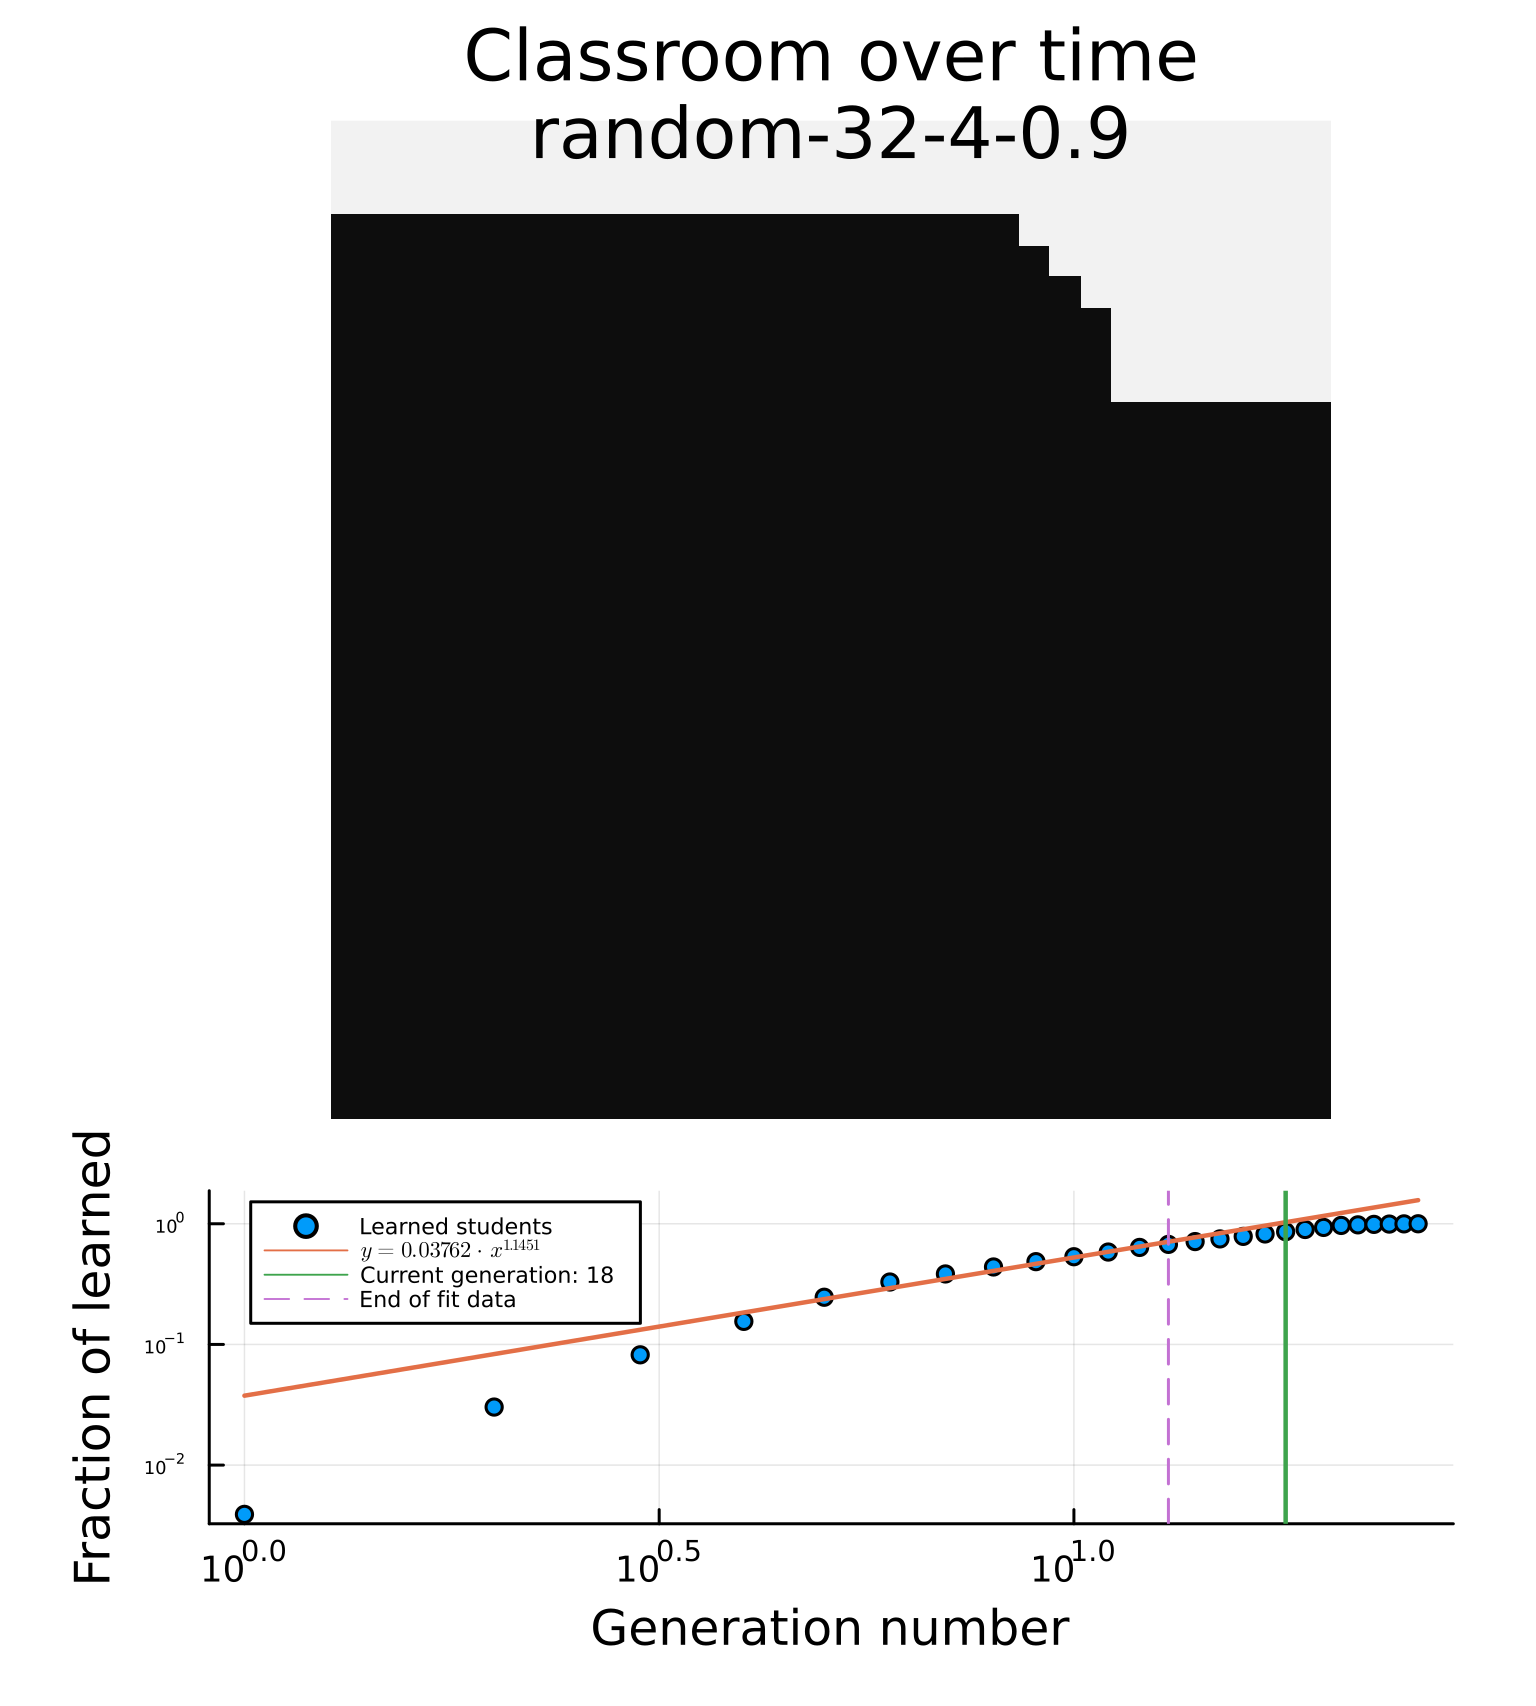 Classroom over time
random-32-4-0.9
Fraction of learned
10⁰
10⁻¹
10⁻²
Learned students
y = 0.03762 · x^1.1451
Current generation: 18
End of fit data
10^0.0
10^0.5
10^1.0
Generation number